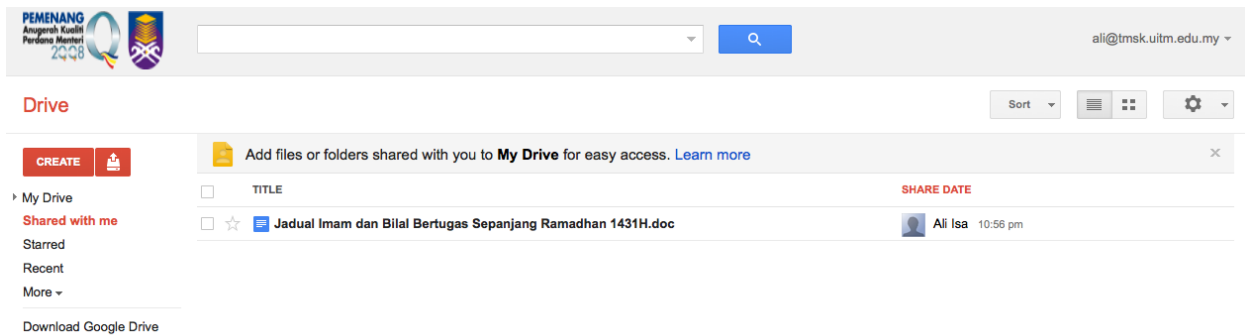 PEMENANG
Anugerah Kualiti
Perdana Menteri
2008
ali@tmsk.uitm.edu.my
Drive
Sort
CREATE
Add files or folders shared with you to My Drive for easy access. Learn more
TITLE
SHARE DATE
My Drive
Shared with me
Jadual Imam dan Bilal Bertugas Sepanjang Ramadhan 1431H.doc
Ali Isa 10:56 pm
Starred
Recent
More
Download Google Drive